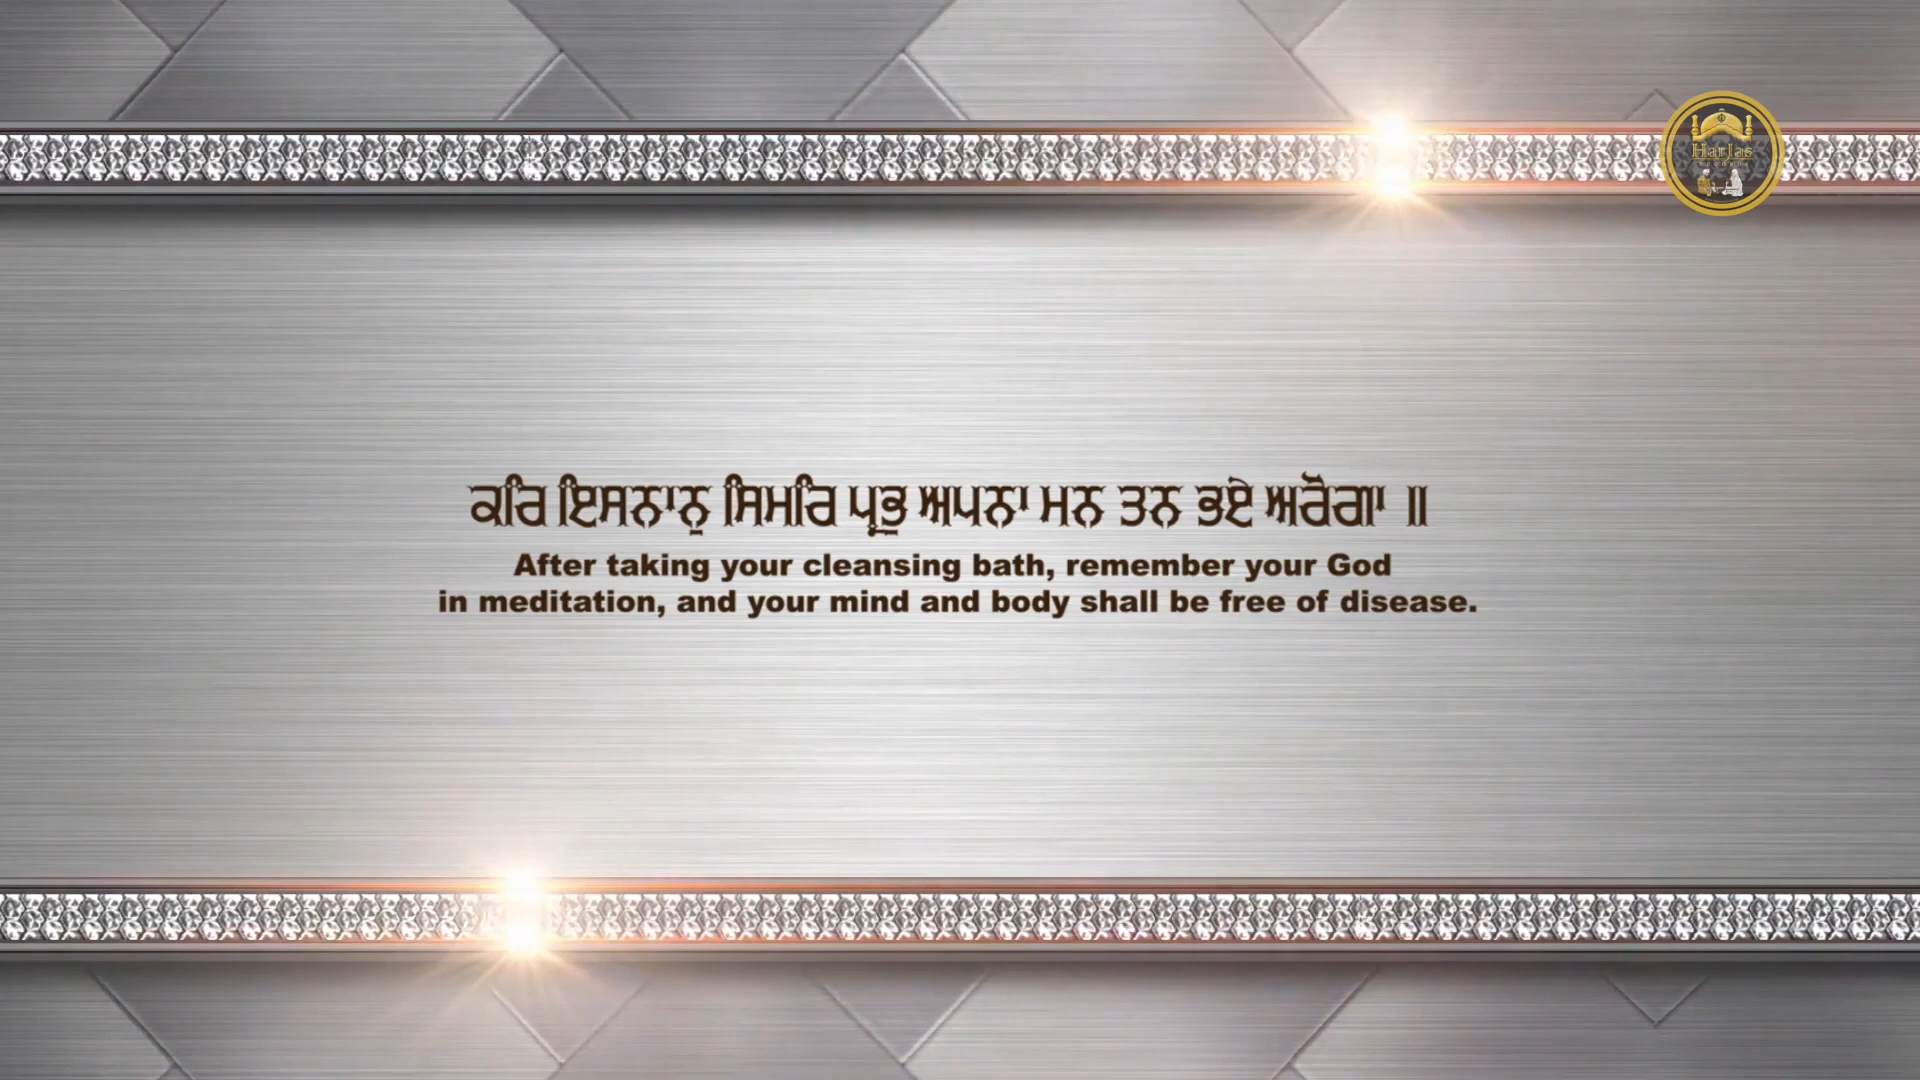 HarJas
ਕਰਿ ਇਸਨਾਨੁ ਸਿਮਰਿ ਪ੍ਰਭੁ ਅਪਨਾ ਮਨ ਤਨ ਭਏ ਅਰੋਗਾ ॥
After taking your cleansing bath, remember your God
in meditation, and your mind and body shall be free of disease.